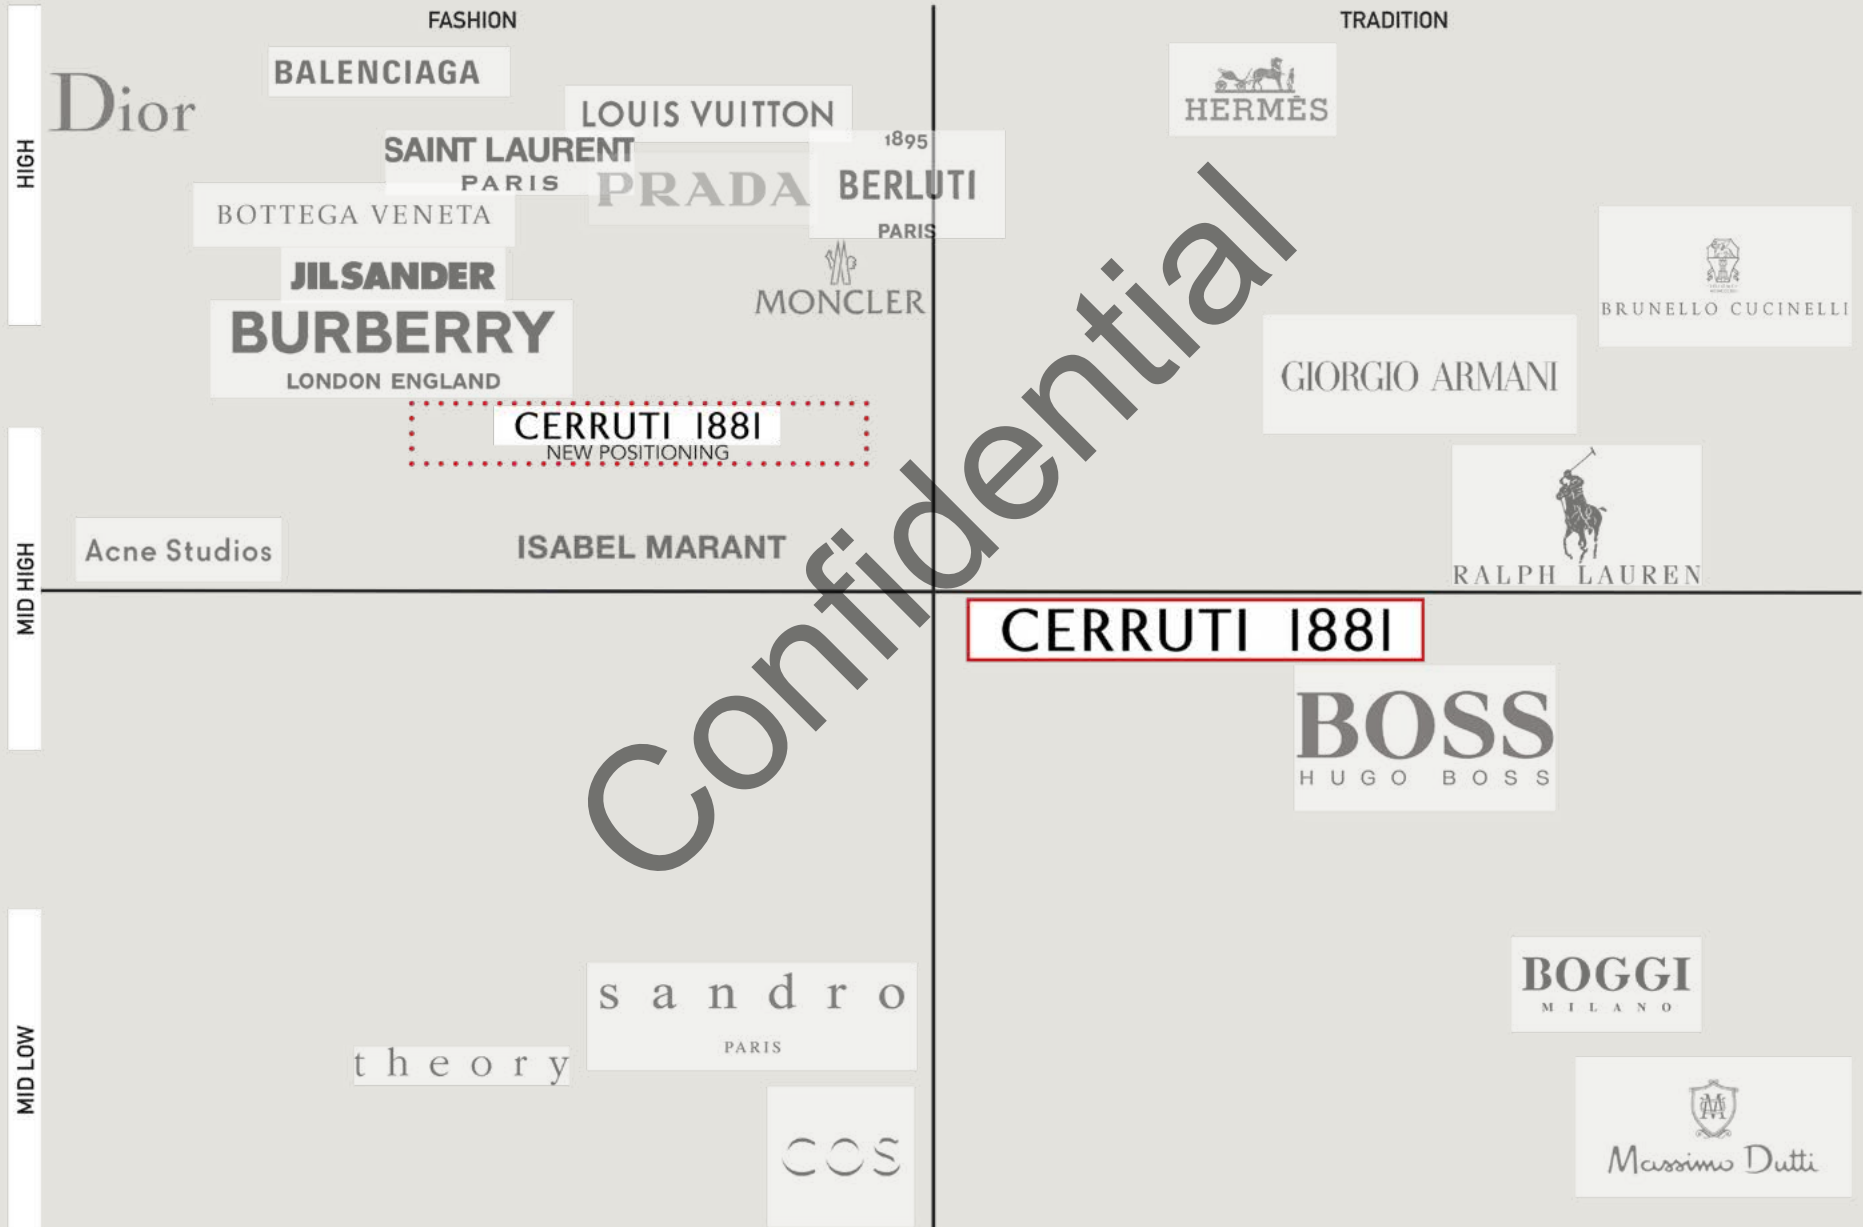 FASHION
TRADITION
HIGH
MID HIGH
MID LOW
Dior
BALENCIAGA
LOUIS VUITTON
SAINT LAURENT
PARIS
PRADA
1895
BERLUTI
PARIS
BOTTEGA VENETA
JIL SANDER
MONCLER
BURBERRY
LONDON ENGLAND
CERRUTI 1881
NEW POSITIONING
Acne Studios
ISABEL MARANT
HERMĒS
BRUNELLO CUCINELLI
GIORGIO ARMANI
RALPH LAUREN
CERRUTI 1881
BOSS
HUGO BOSS
sandro
PARIS
theory
COS
BOGGI
MILANO
Massimo Dutti
Confidential